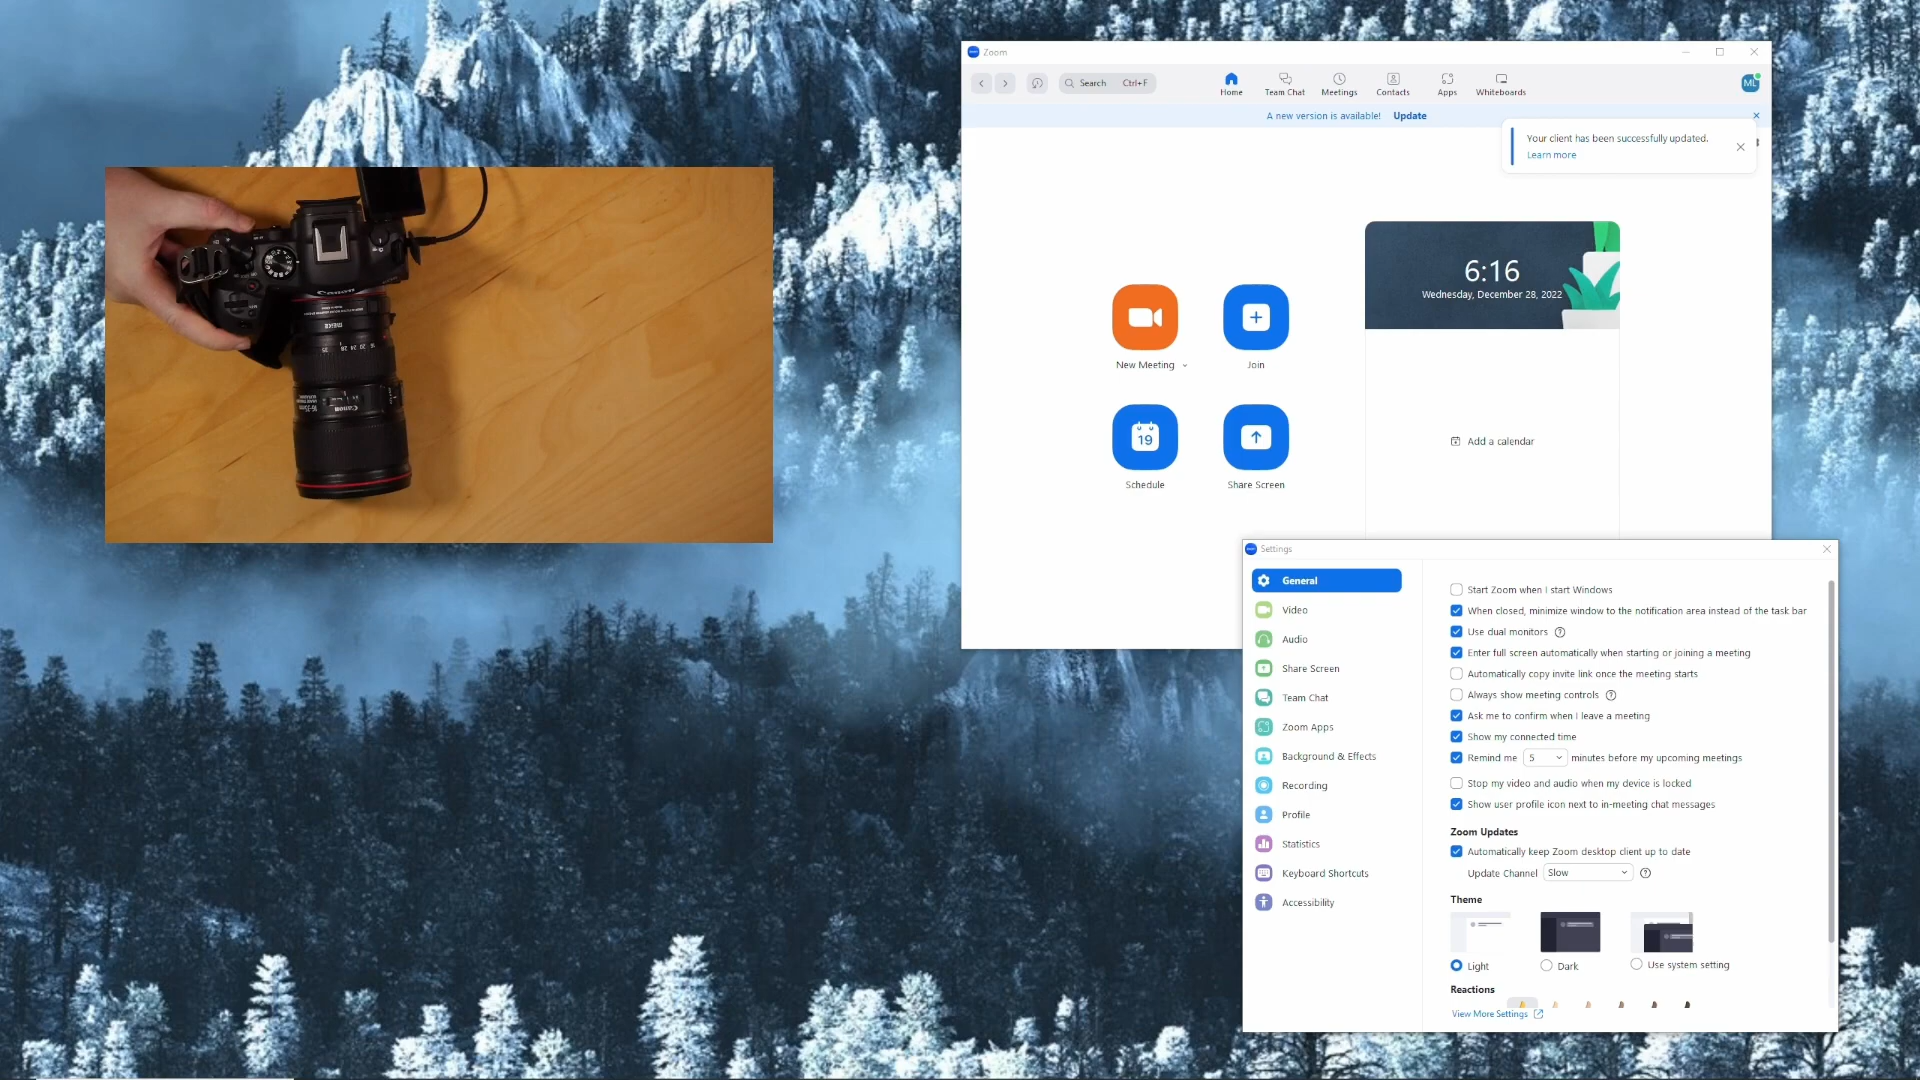 Zoom
Search Ctrl+F
Home
Team Chat
Meetings
Contacts
Apps
Whiteboards
ML
A new version is available! Update
Your client has been successfully updated.
Learn more
6:16
Wednesday, December 28, 2022
New Meeting
Join
19
Schedule
Share Screen
Add a calendar
Canon
Canon
Settings
General
Video
Audio
Share Screen
Team Chat
Zoom Apps
Background & Effects
Recording
Profile
Statistics
Keyboard Shortcuts
Accessibility
Start Zoom when I start Windows
When closed, minimize window to the notification area instead of the task bar
Use dual monitors
Enter full screen automatically when starting or joining a meeting
Automatically copy invite link once the meeting starts
Always show meeting controls
Ask me to confirm when I leave a meeting
Show my connected time
Remind me 5 minutes before my upcoming meetings
Stop my video and audio when my device is locked
Show user profile icon next to in-meeting chat messages
Zoom Updates
Automatically keep Zoom desktop client up to date
Update Channel Slow
Theme
Light
Dark
Use system setting
Reactions
View More Settings